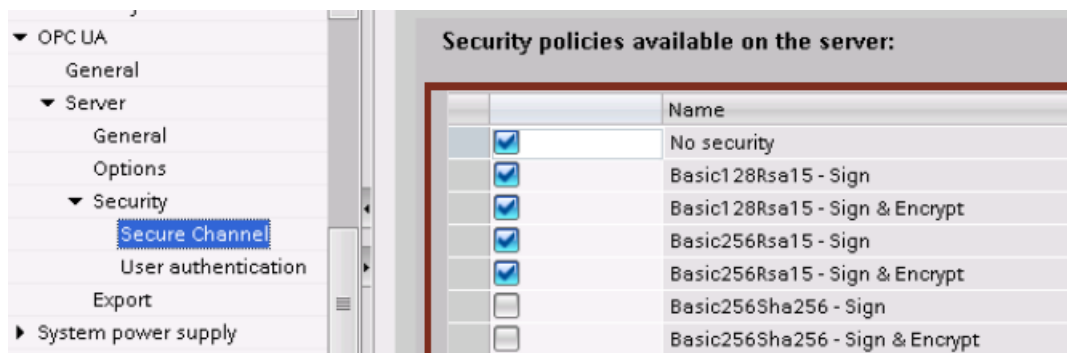 OPC UA
General
Server
General
Options
Security
Secure Channel
User authentication
Export
System power supply
Security policies available on the server:
Name
No security
Basic128Rsa15 - Sign
Basic128Rsa15 - Sign & Encrypt
Basic256Rsa15 - Sign
Basic256Rsa15 - Sign & Encrypt
Basic256Sha256 - Sign
Basic256Sha256 - Sign & Encrypt